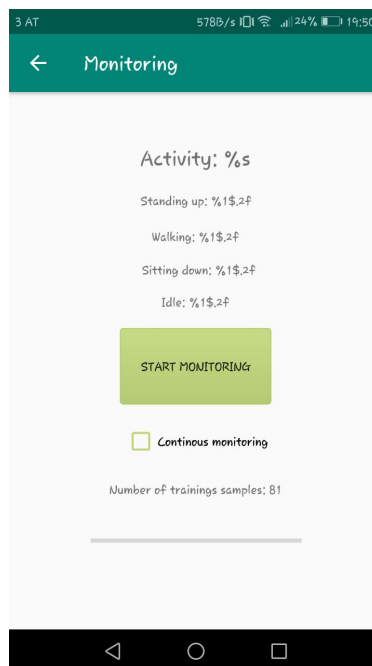 3 AT 578B/s 24% 19:50
Monitoring
Activity: %s
Standing up: %1$.2f
Walking: %1$.2f
Sitting down: %1$.2f
Idle: %1$.2f
START MONITORING
Continous monitoring
Number of trainings samples: 81